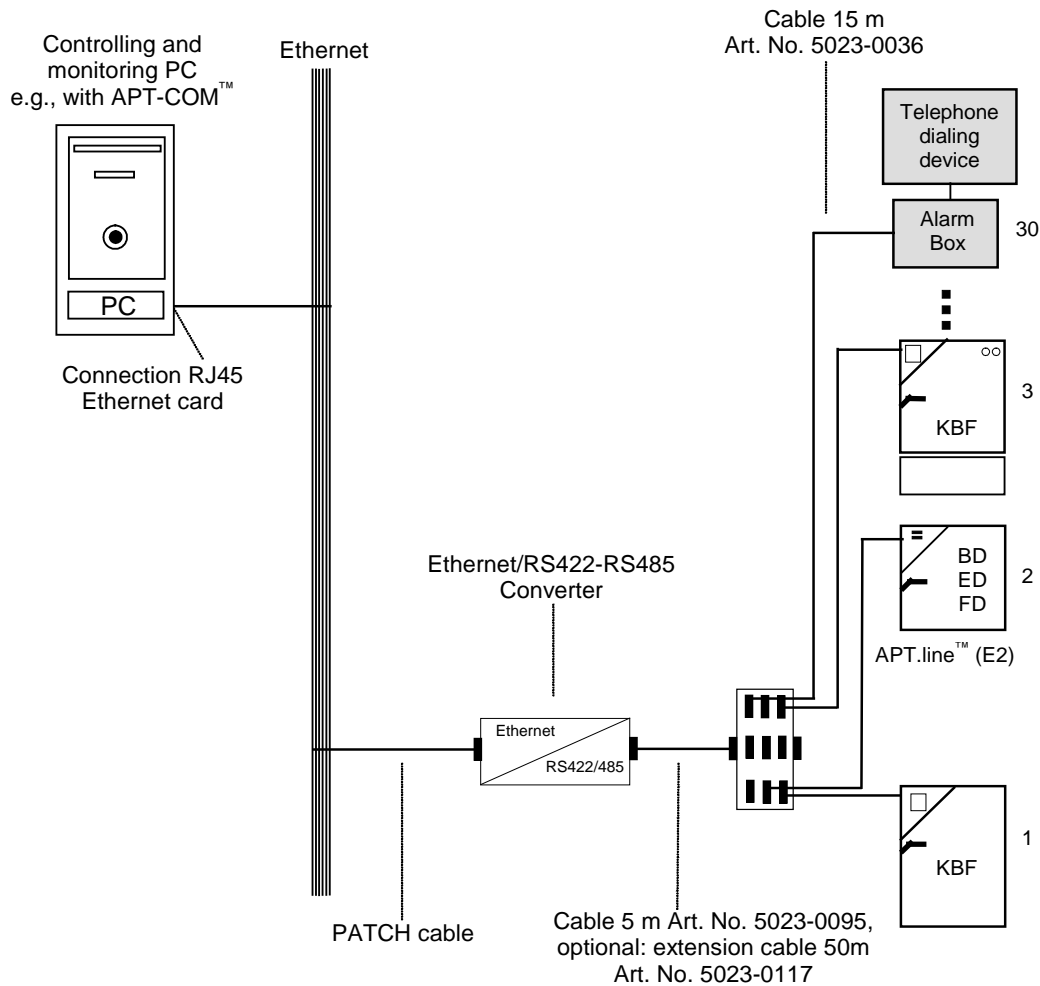 Cable 15 m
Art. No. 5023-0036
Controlling and
monitoring PC
e.g., with APT-COM™
Ethernet
Telephone
dialing
device
Alarm
Box
30
PC
Connection RJ45
Ethernet card
3
KBF
Ethernet/RS422-RS485
Converter
BD
ED
FD
2
APT.line™ (E2)
Ethernet
RS422/485
1
KBF
PATCH cable
Cable 5 m Art. No. 5023-0095,
optional: extension cable 50m
Art. No. 5023-0117